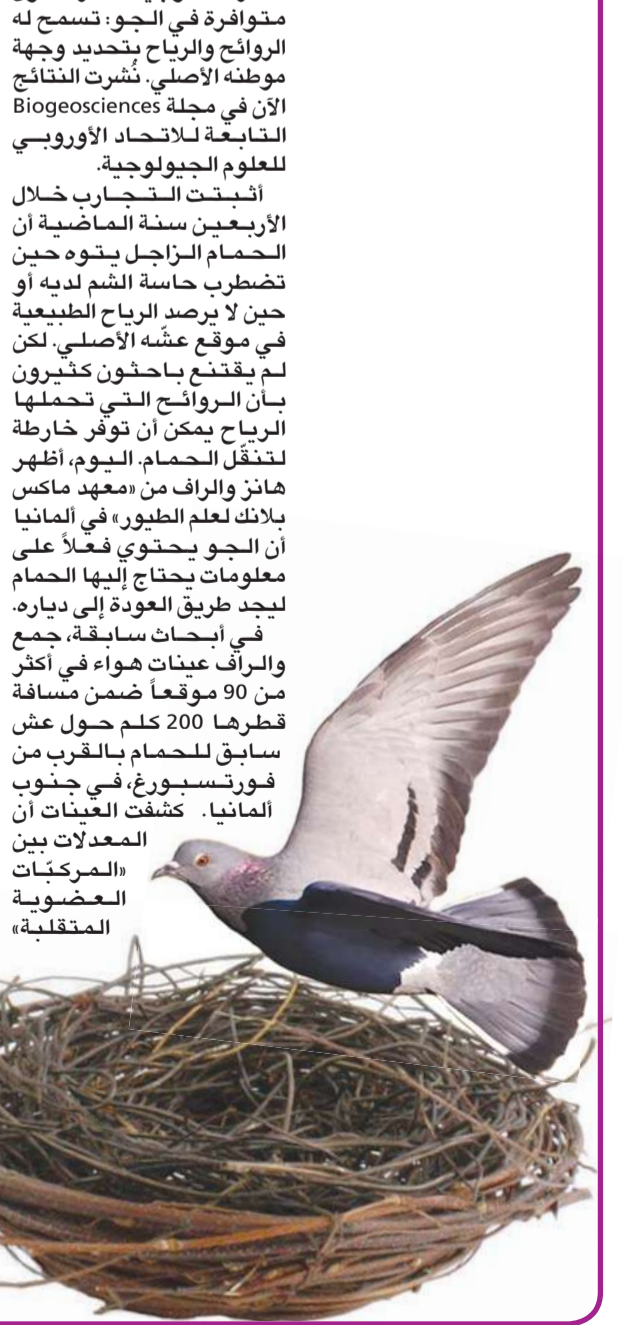 متوافرة في الجو: تسمح له
الروائح والرياح بتحديد وجهة
موطنه الأصلي. نُشرت النتائج
الآن في مجلة Biogeosciences
التابعة للاتحاد الأوروبي
للعلوم الجيولوجية.
أثبتت التجارب خلال
الأربعين سنة الماضية أن
الحمام الزاجل يتوه حين
تضطرب حاسة الشم لديه أو
حين لا يرصد الرياح الطبيعية
في موقع عشّه الأصلي. لكن
لم يقتنع باحثون كثيرون
بأن الروائح التي تحملها
الرياح يمكن أن توفر خارطة
لتنقّل الحمام. اليوم، أظهر
هانز والراف من «معهد ماكس
بلانك لعلم الطيور» في ألمانيا
أن الجو يحتوي فعلاً على
معلومات يحتاج إليها الحمام
ليجد طريق العودة إلى دياره.
في أبحاث سابقة، جمع
والراف عينات هواء في أكثر
من 90 موقعاً ضمن مسافة
قطرها 200 كلم حول عش
سابق للحمام بالقرب من
فورتسبورغ، في جنوب
ألمانيا. كشفت العينات أن
المعدلات بين
«المركبّات
العضوية
المتقلبة»